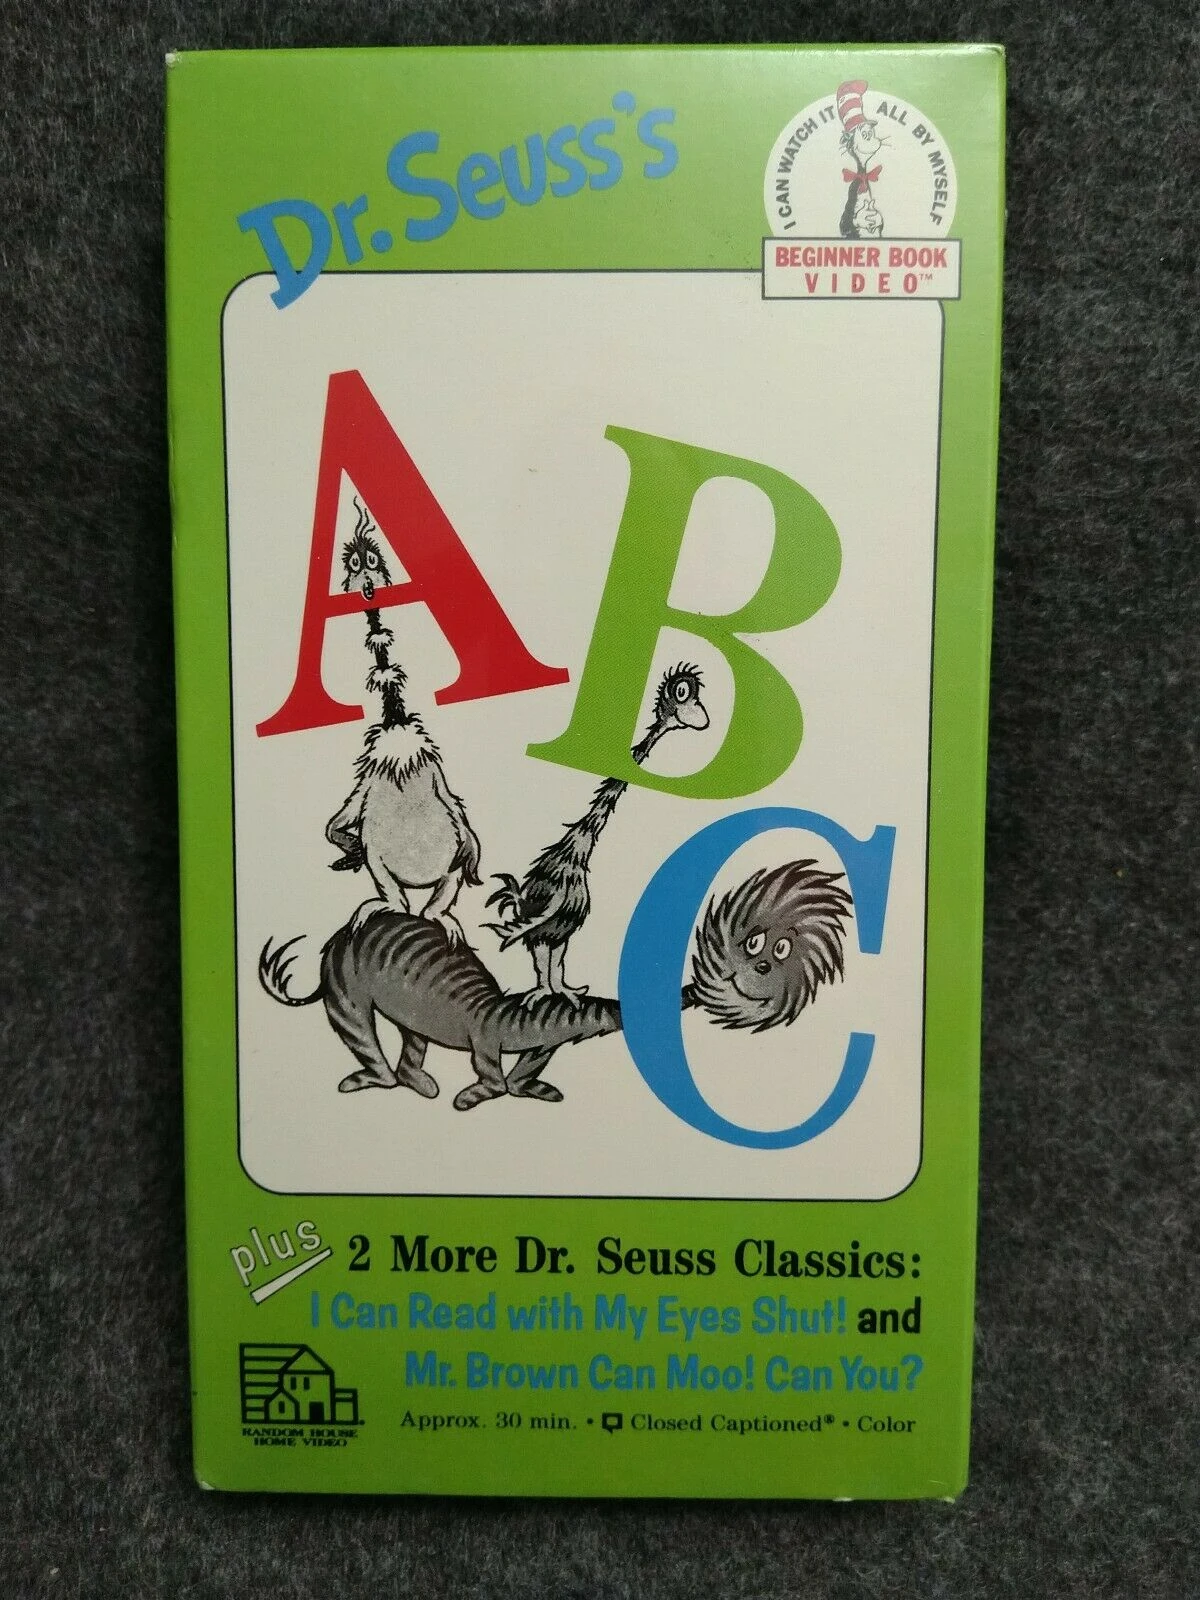 Dr. Seuss's
I CAN WATCH IT ALL BY MYSELF
BEGINNER BOOK
VIDEO™
A
B
C
plus 2 More Dr. Seuss Classics:
I Can Read with My Eyes Shut! and
Mr. Brown Can Moo! Can You?
Approx. 30 min. • Closed Captioned® • Color
RANDOM HOUSE
HOME VIDEO